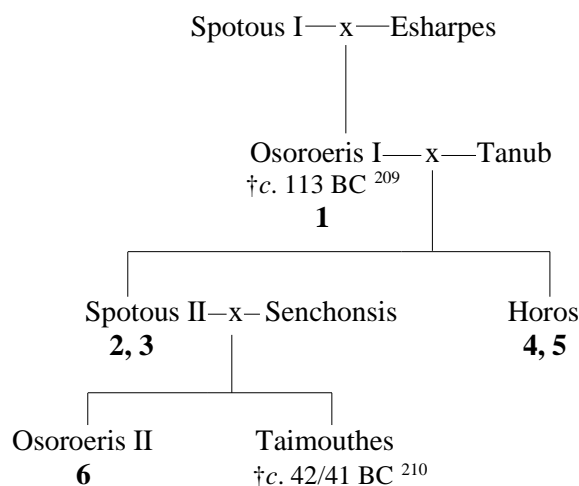 Spotous I—x—Esharpes
Osoroeris I—x—Tanub
†c. 113 BC 209
1
Spotous II–x–Senchonsis Horos
2, 3 4, 5
Osoroeris II Taimouthes
6 †c. 42/41 BC 210